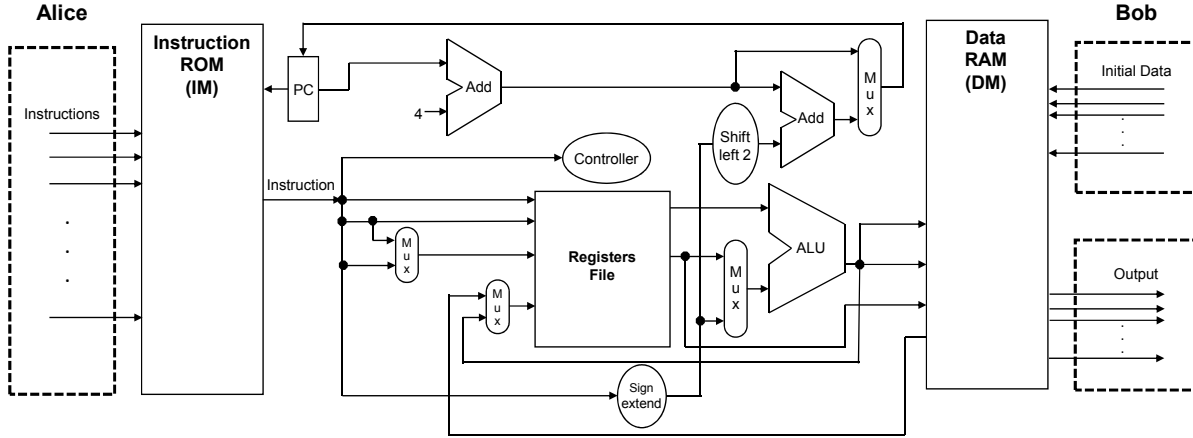 Alice
Bob
Instruction
ROM
(IM)
Data
RAM
(DM)
Instructions
PC
Add
4
Mux
Add
Shift
left 2
Initial Data
Controller
Instruction
Mux
Registers
File
Mux
ALU
Mux
Output
Sign
extend